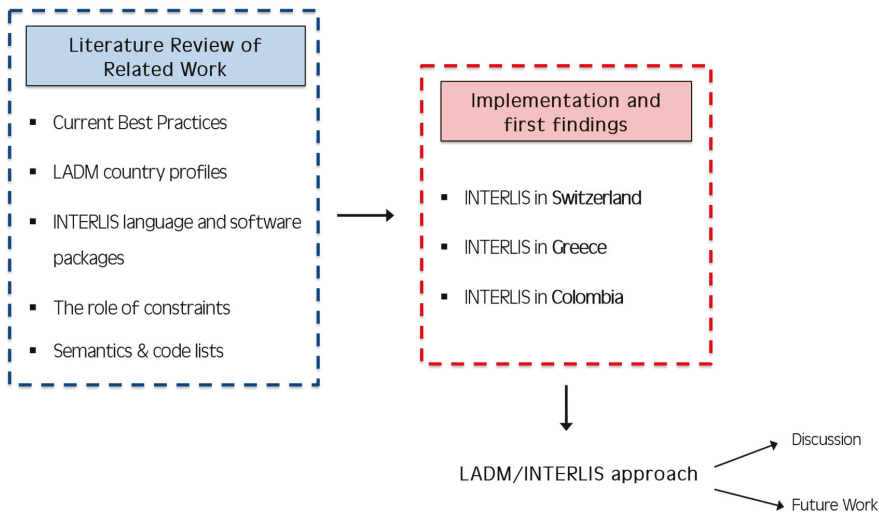 Literature Review of
Related Work
▪ Current Best Practices
▪ LADM country profiles
▪ INTERLIS language and software
packages
▪ The role of constraints
▪ Semantics & code lists
Implementation and
first findings
▪ INTERLIS in Switzerland
▪ INTERLIS in Greece
▪ INTERLIS in Colombia
LADM/INTERLIS approach
Discussion
Future Work